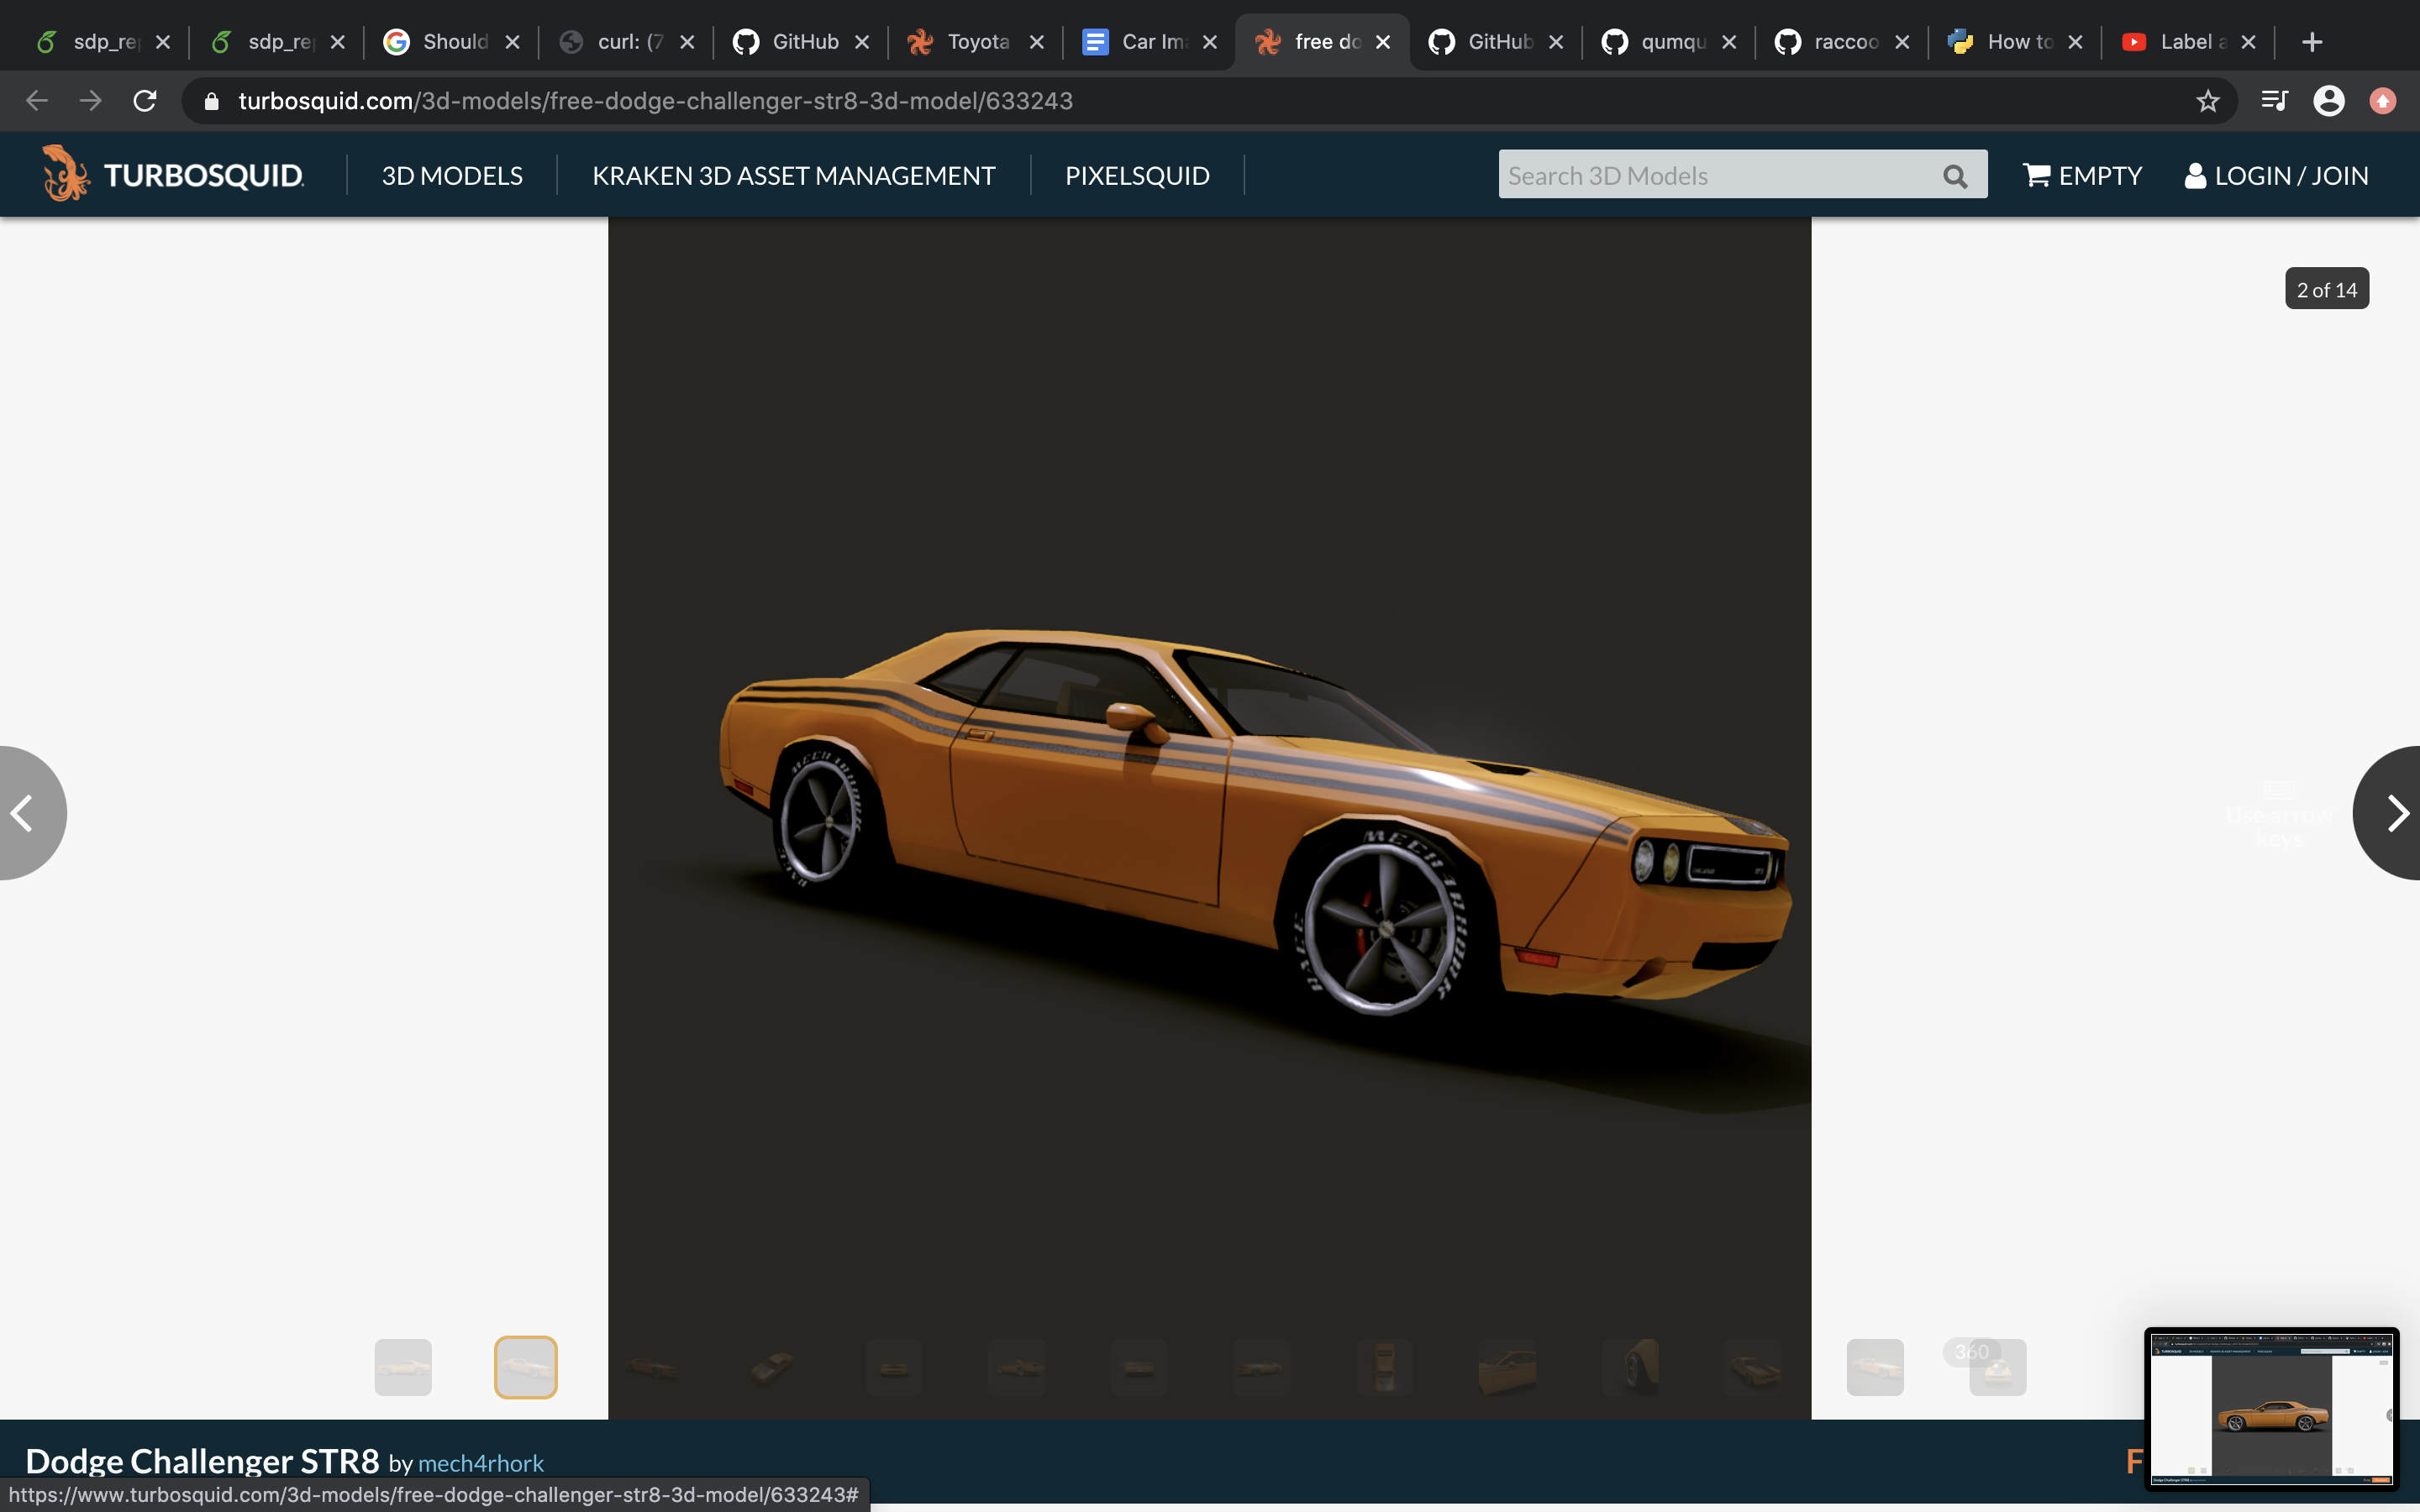 sdp_re
sdp_re
Should
curl: (7
GitHub
Toyota
Car Im
free do
GitHub
qumqu
raccoo
How to
Label a
turbosquid.com/3d-models/free-dodge-challenger-str8-3d-model/633243
TURBOSQUID
3D MODELS
KRAKEN 3D ASSET MANAGEMENT
PIXELSQUID
Search 3D Models
EMPTY
LOGIN / JOIN
2 of 14
Use arrow
keys
360
Dodge Challenger STR8 by mech4rhork
F
https://www.turbosquid.com/3d-models/free-dodge-challenger-str8-3d-model/633243#